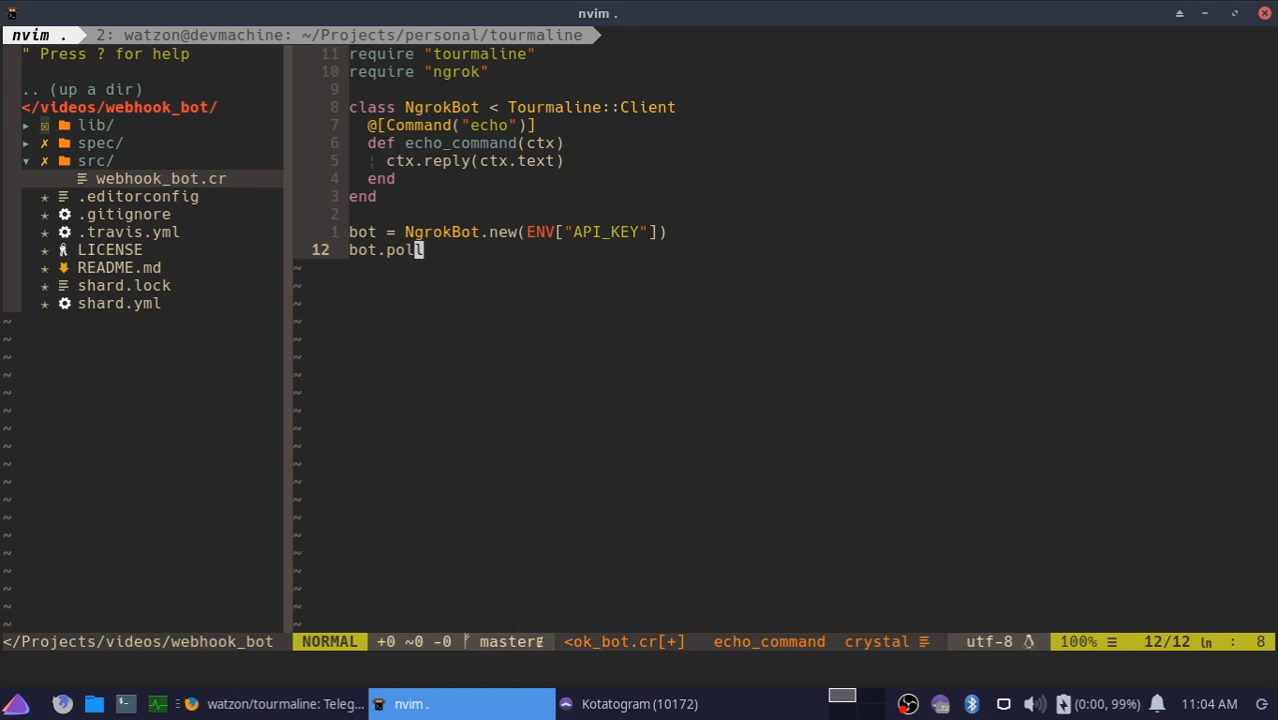 nvim .
nvim .
2: watzon@devmachine: ~/Projects/personal/tourmaline
" Press ? for help
.. (up a dir)
</videos/webhook_bot/
lib/
spec/
src/
webhook_bot.cr
.editorconfig
.gitignore
.travis.yml
LICENSE
README.md
shard.lock
shard.yml
11 require "tourmaline"
10 require "ngrok"
9
8 class NgrokBot < Tourmaline::Client
7 @[Command("echo")]
6 def echo_command(ctx)
5 ¦ ctx.reply(ctx.text)
4 end
3 end
2
1 bot = NgrokBot.new(ENV["API_KEY"])
12 bot.poll
</Projects/videos/webhook_bot
NORMAL +0 ~0 -0 master <ok_bot.cr[+] echo_command crystal utf-8 100% 12/12 ln : 8
watzon/tourmaline: Teleg...
nvim .
Kotatogram (10172)
(0:00, 99%)
11:04 AM